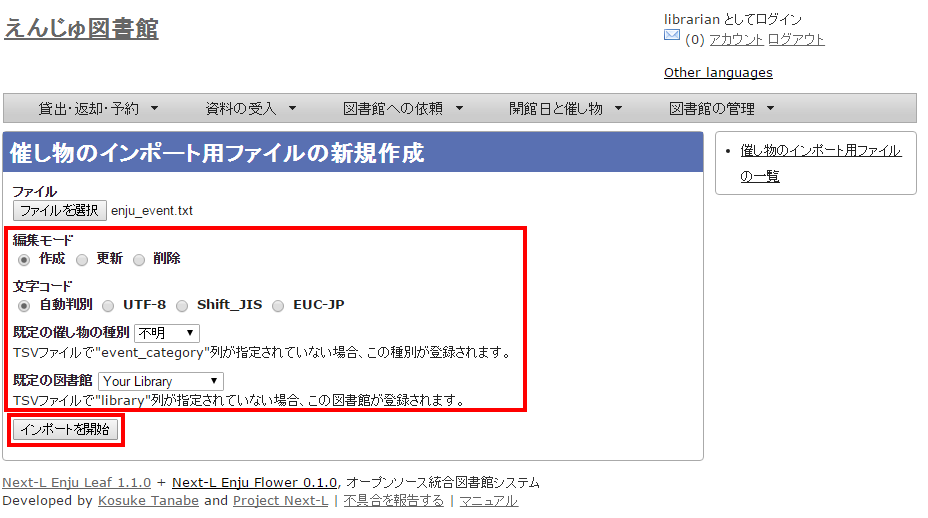 えんじゅ図書館
librarian としてログイン
(0) アカウント ログアウト
Other languages
貸出・返却・予約 ▼ 資料の受入 ▼ 図書館への依頼 ▼ 開館日と催し物 ▼ 図書館の管理 ▼
催し物のインポート用ファイルの新規作成
ファイル
ファイルを選択 enju_event.txt
編集モード
作成 更新 削除
文字コード
自動判別 UTF-8 Shift_JIS EUC-JP
既定の催し物の種別 不明 ▼
TSVファイルで"event_category"列が指定されていない場合、この種別が登録されます。
既定の図書館 Your Library ▼
TSVファイルで"library"列が指定されていない場合、この図書館が登録されます。
インポートを開始
• 催し物のインポート用ファイル
の一覧
Next-L Enju Leaf 1.1.0 + Next-L Enju Flower 0.1.0, オープンソース統合図書館システム
Developed by Kosuke Tanabe and Project Next-L | 不具合を報告する | マニュアル